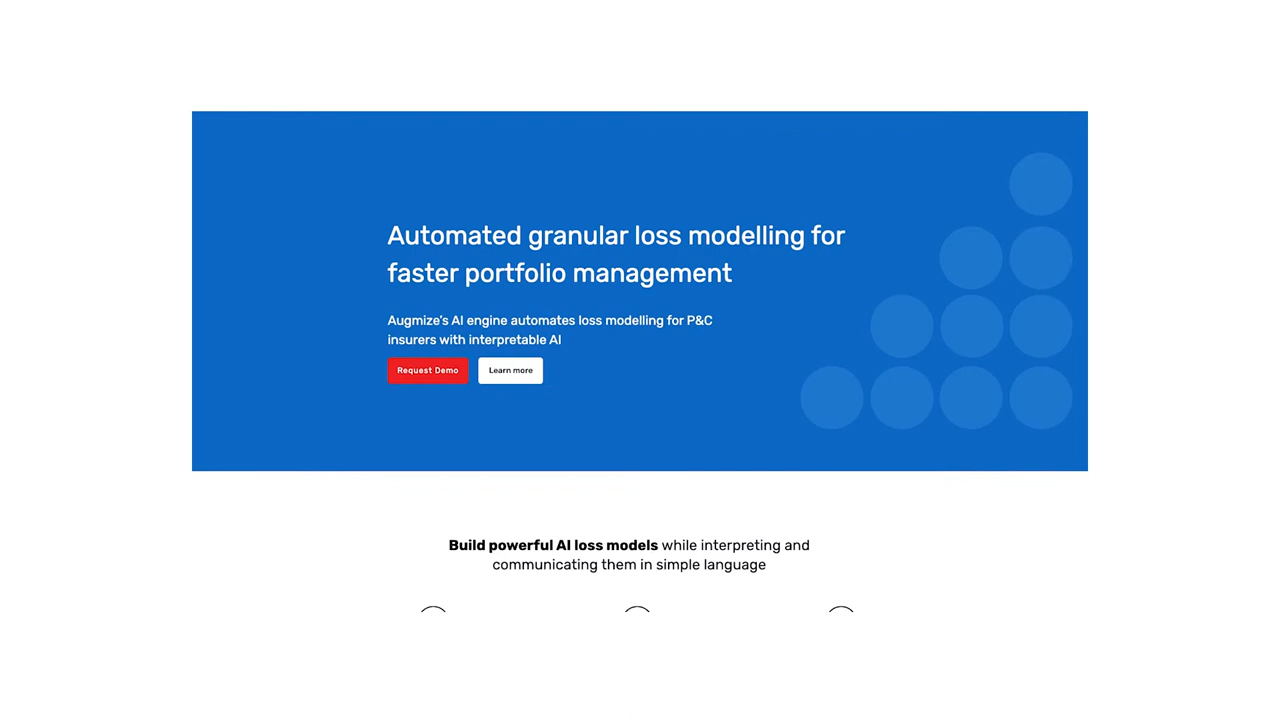 Automated granular loss modelling for
faster portfolio management
Augmize’s AI engine automates loss modelling for P&C
insurers with interpretable AI
Request Demo
Learn more
Build powerful AI loss models while interpreting and
communicating them in simple language